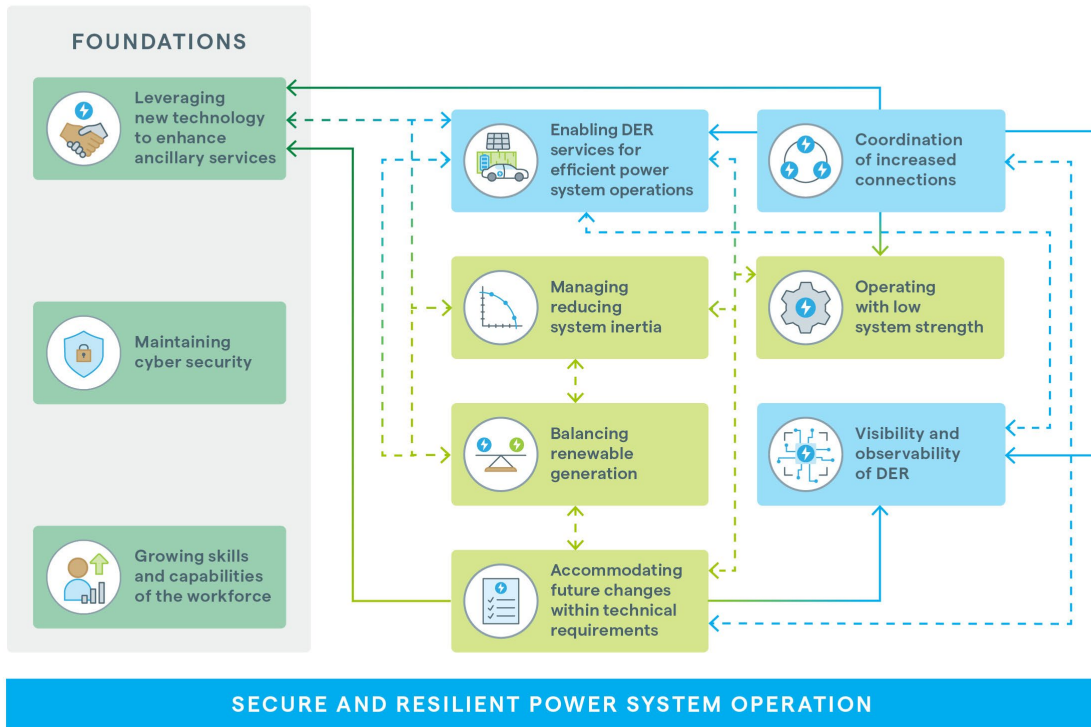 FOUNDATIONS
Leveraging
new technology
to enhance
ancillary services
Maintaining
cyber security
Growing skills
and capabilities
of the workforce
Enabling DER
services for
efficient power
system operations
Coordination
of increased
connections
Managing
reducing
system inertia
Operating
with low
system strength
Balancing
renewable
generation
Visibility and
observability
of DER
Accommodating
future changes
within technical
requirements
SECURE AND RESILIENT POWER SYSTEM OPERATION